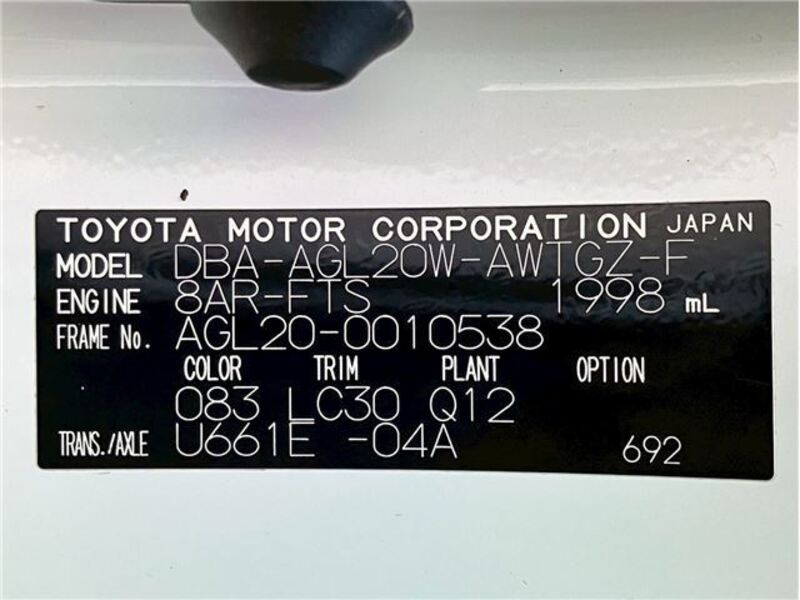 TOYOTA MOTOR CORPORATION JAPAN
MODEL DBA-AGL20W-AWTGZ-F
ENGINE 8AR-FTS 1998 mL
FRAME No. AGL20-0010538
COLOR TRIM PLANT OPTION
083 LC30 Q12
TRANS./AXLE U661E -04A 692